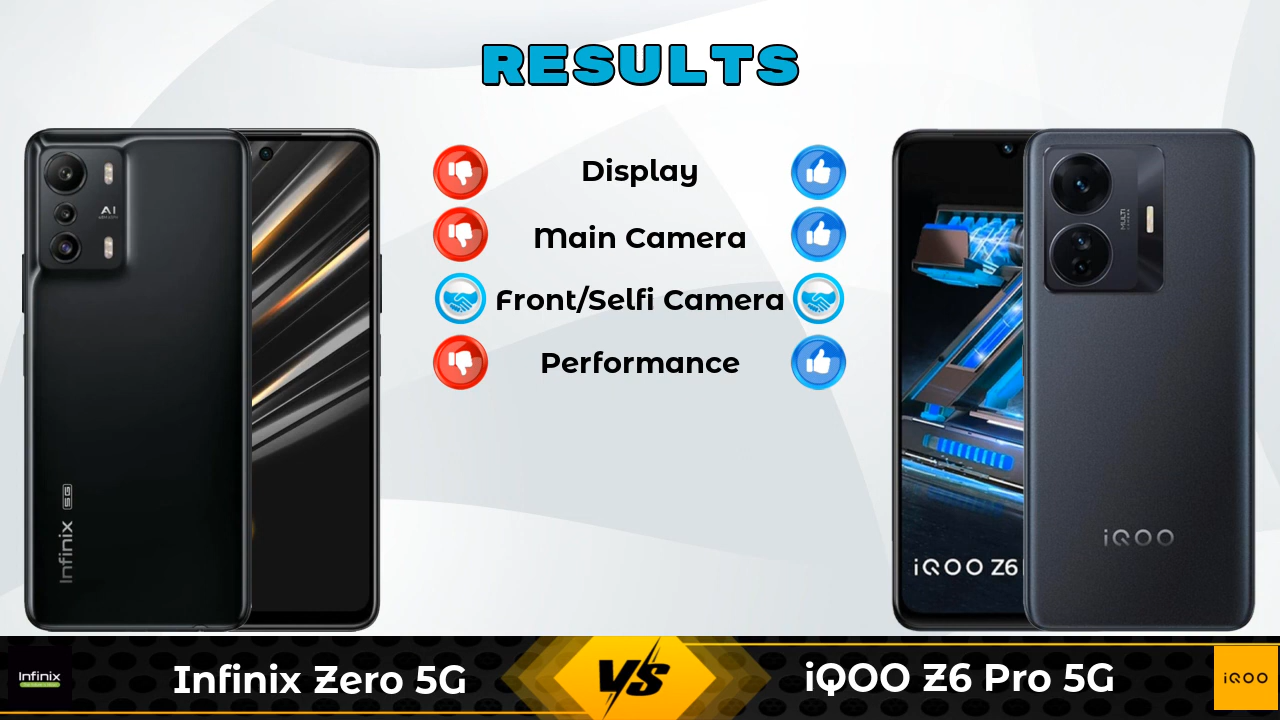 RESULTS
Display
Main Camera
Front/Selfi Camera
Performance
AI
Infinix 5G
MULTI
iQOO Z6
iQOO
Infinix
Infinix Zero 5G
VS
iQOO Z6 Pro 5G
iQOO